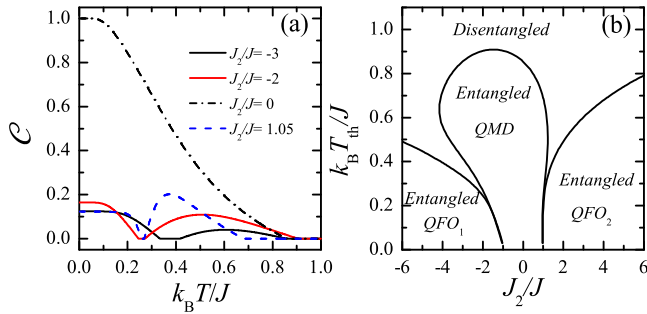 (a)
J₂/J= -3
J₂/J= -2
J₂/J= 0
J₂/J= 1.05
1.0
0.8
0.6
0.4
0.2
0.0
𝒞
0.0 0.2 0.4 0.6 0.8 1.0
k_B T/J
(b)
Disentangled
Entangled
QMD
Entangled
QFO₁
Entangled
QFO₂
1.0
0.8
0.6
0.4
0.2
0.0
k_B T_th/J
-6 -4 -2 0 2 4 6
J₂/J